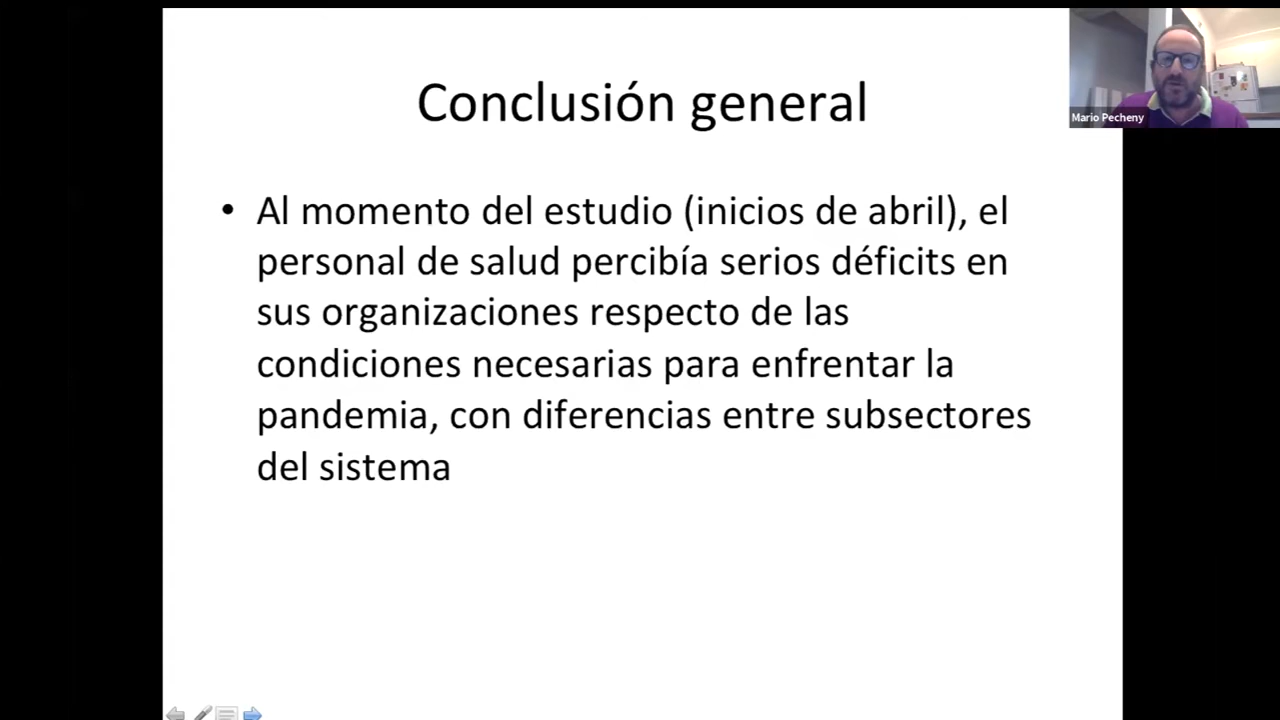 Conclusión general
Mario Pecheny
• Al momento del estudio (inicios de abril), el
personal de salud percibía serios déficits en
sus organizaciones respecto de las
condiciones necesarias para enfrentar la
pandemia, con diferencias entre subsectores
del sistema